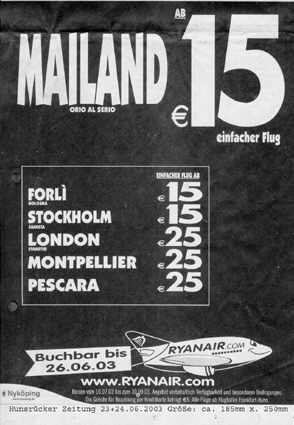 AB
MAILAND
ORIO AL SERIO
€15
einfacher Flug
EINFACHER FLUG AB
FORLÌ €15
BOLOGNA
STOCKHOLM €15
SKAVSTA
LONDON €25
STANSTED
MONTPELLIER €25
PESCARA €25
Buchbar bis
26.06.03
RYANAIR.COM
www.RYANAIR.com
Nyköping
Hunsrücker Zeitung 23+24.06.2003 Größe: ca. 185mm x. 250mm